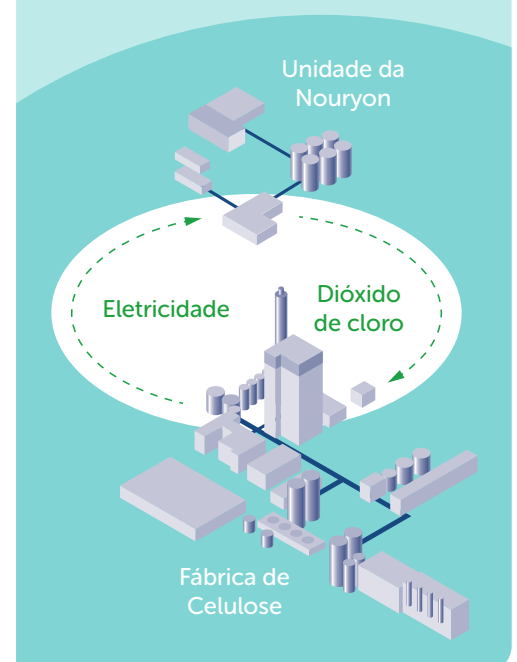 Unidade da
Nouryon
Eletricidade
Dióxido
de cloro
Fábrica de
Celulose